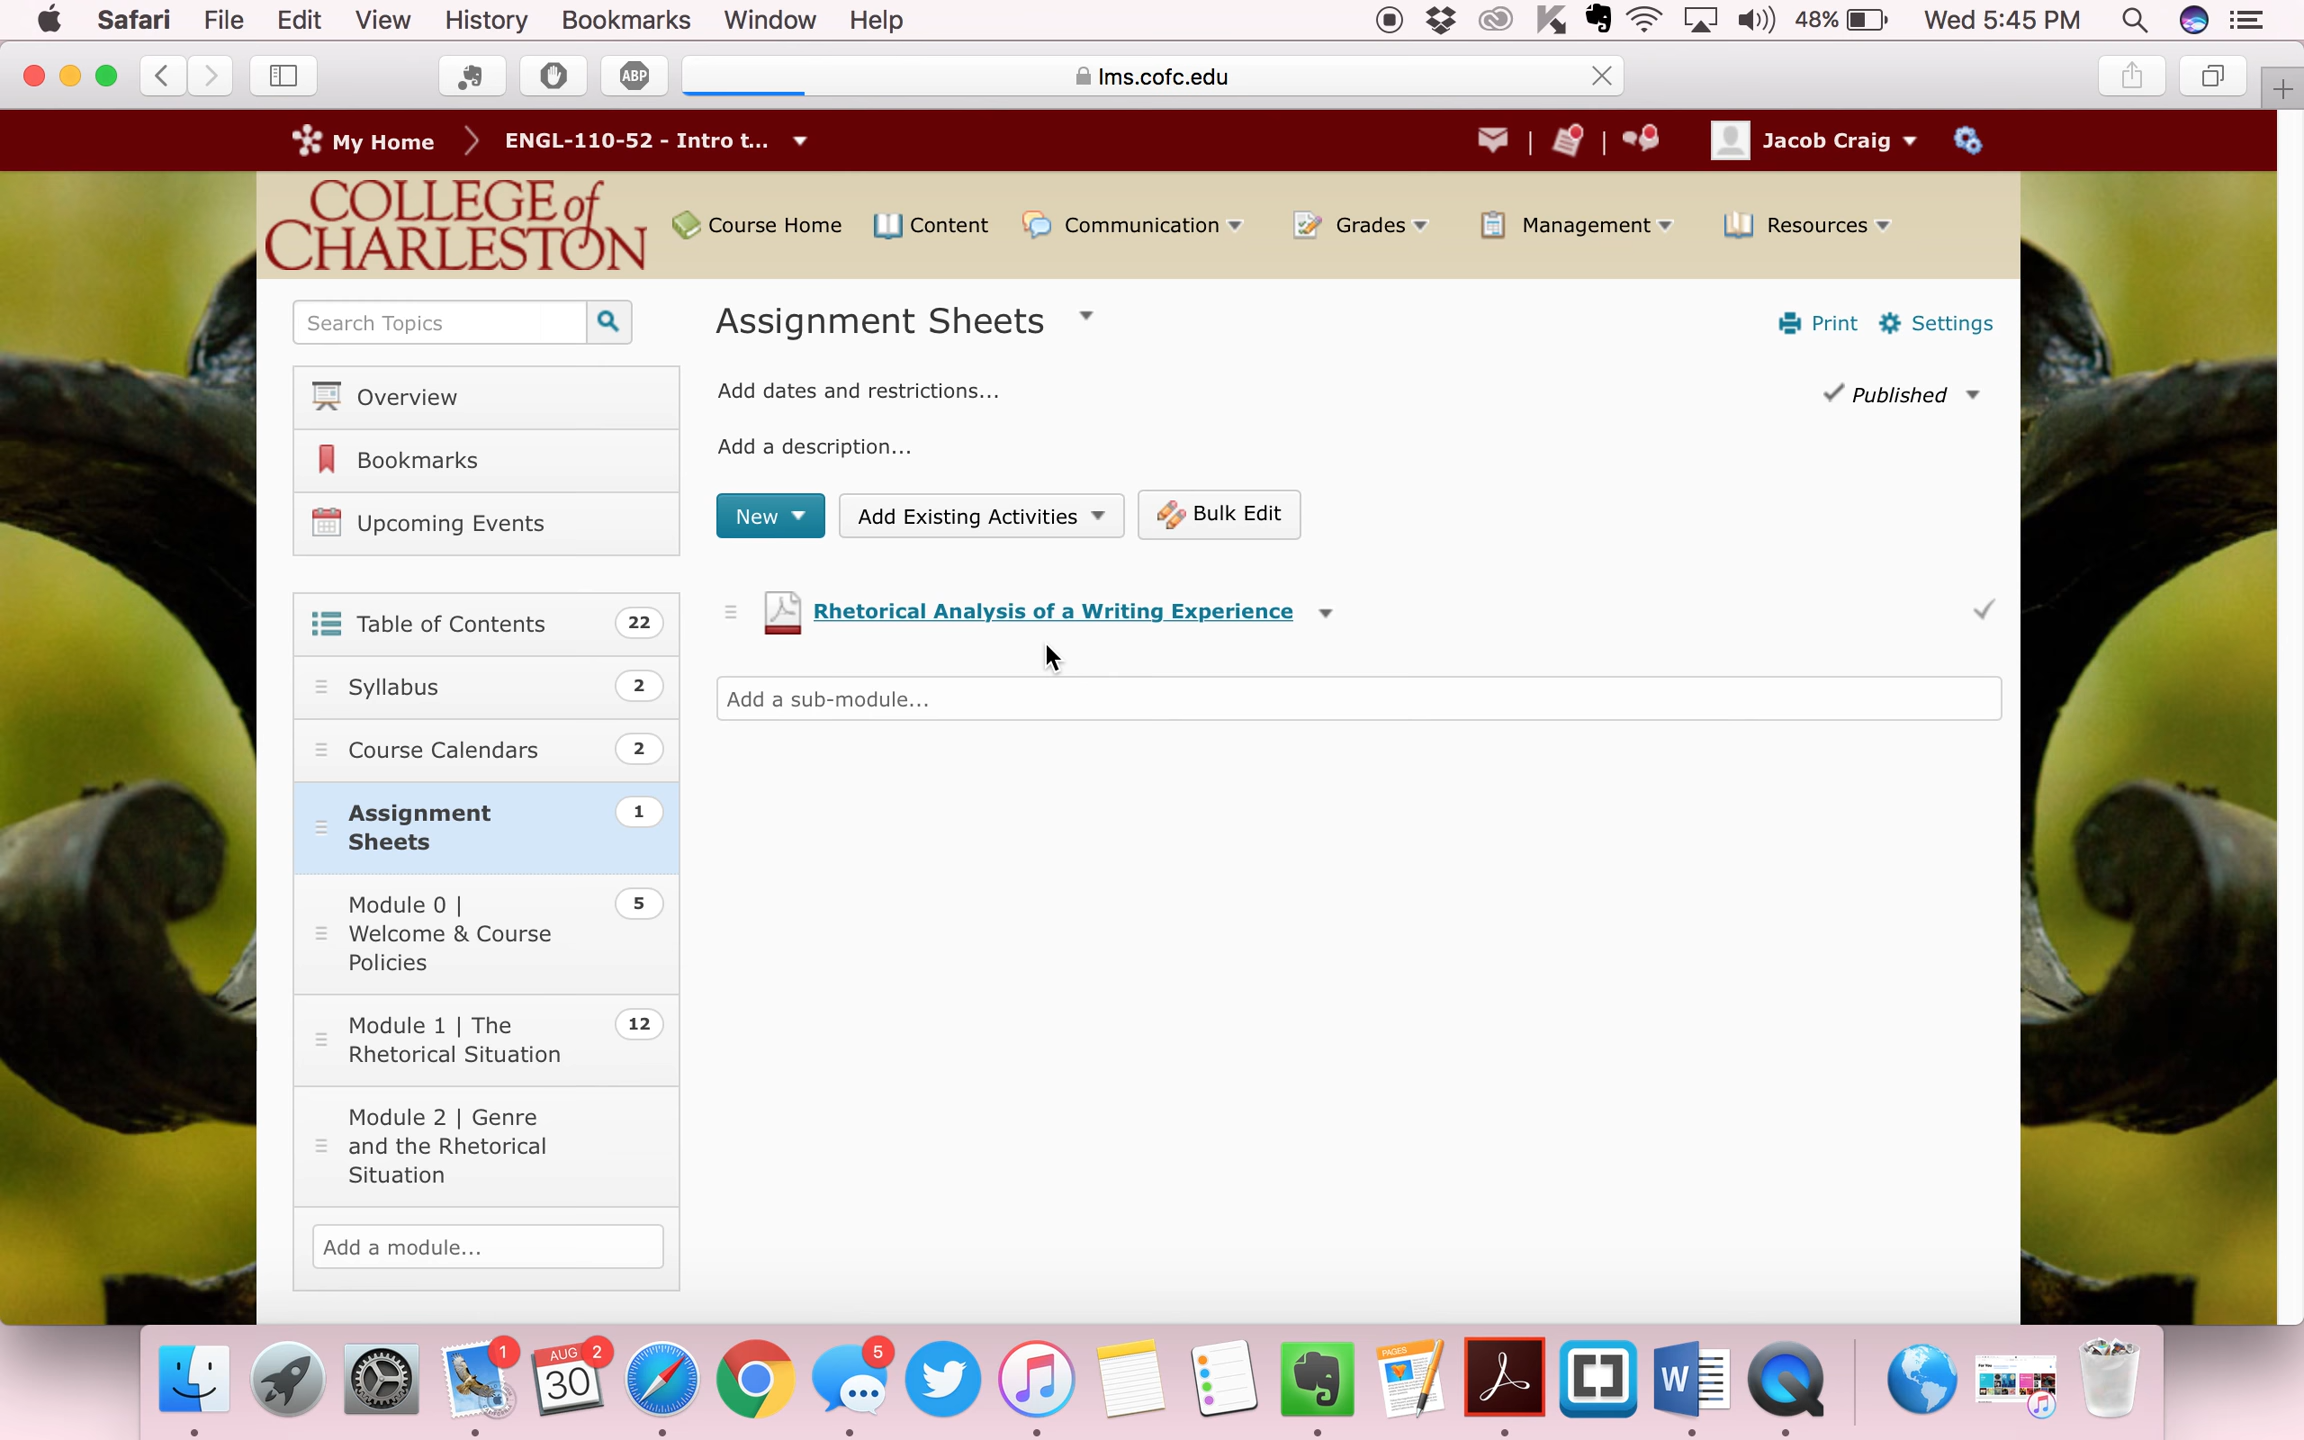 Safari File Edit View History Bookmarks Window Help 48% Wed 5:45 PM
ABP lms.cofc.edu
My Home ENGL-110-52 - Intro t... Jacob Craig
COLLEGE of
CHARLESTON
Course Home Content Communication Grades Management Resources
Search Topics
Assignment Sheets
Print Settings
Overview
Add dates and restrictions...
Published
Bookmarks
Add a description...
Upcoming Events
New Add Existing Activities Bulk Edit
Table of Contents 22
Rhetorical Analysis of a Writing Experience
Syllabus 2
Add a sub-module...
Course Calendars 2
Assignment 1
Sheets
Module 0 | 5
Welcome & Course
Policies
Module 1 | The 12
Rhetorical Situation
Module 2 | Genre
and the Rhetorical
Situation
Add a module...
1
AUG 2
30
5
PAGES
W